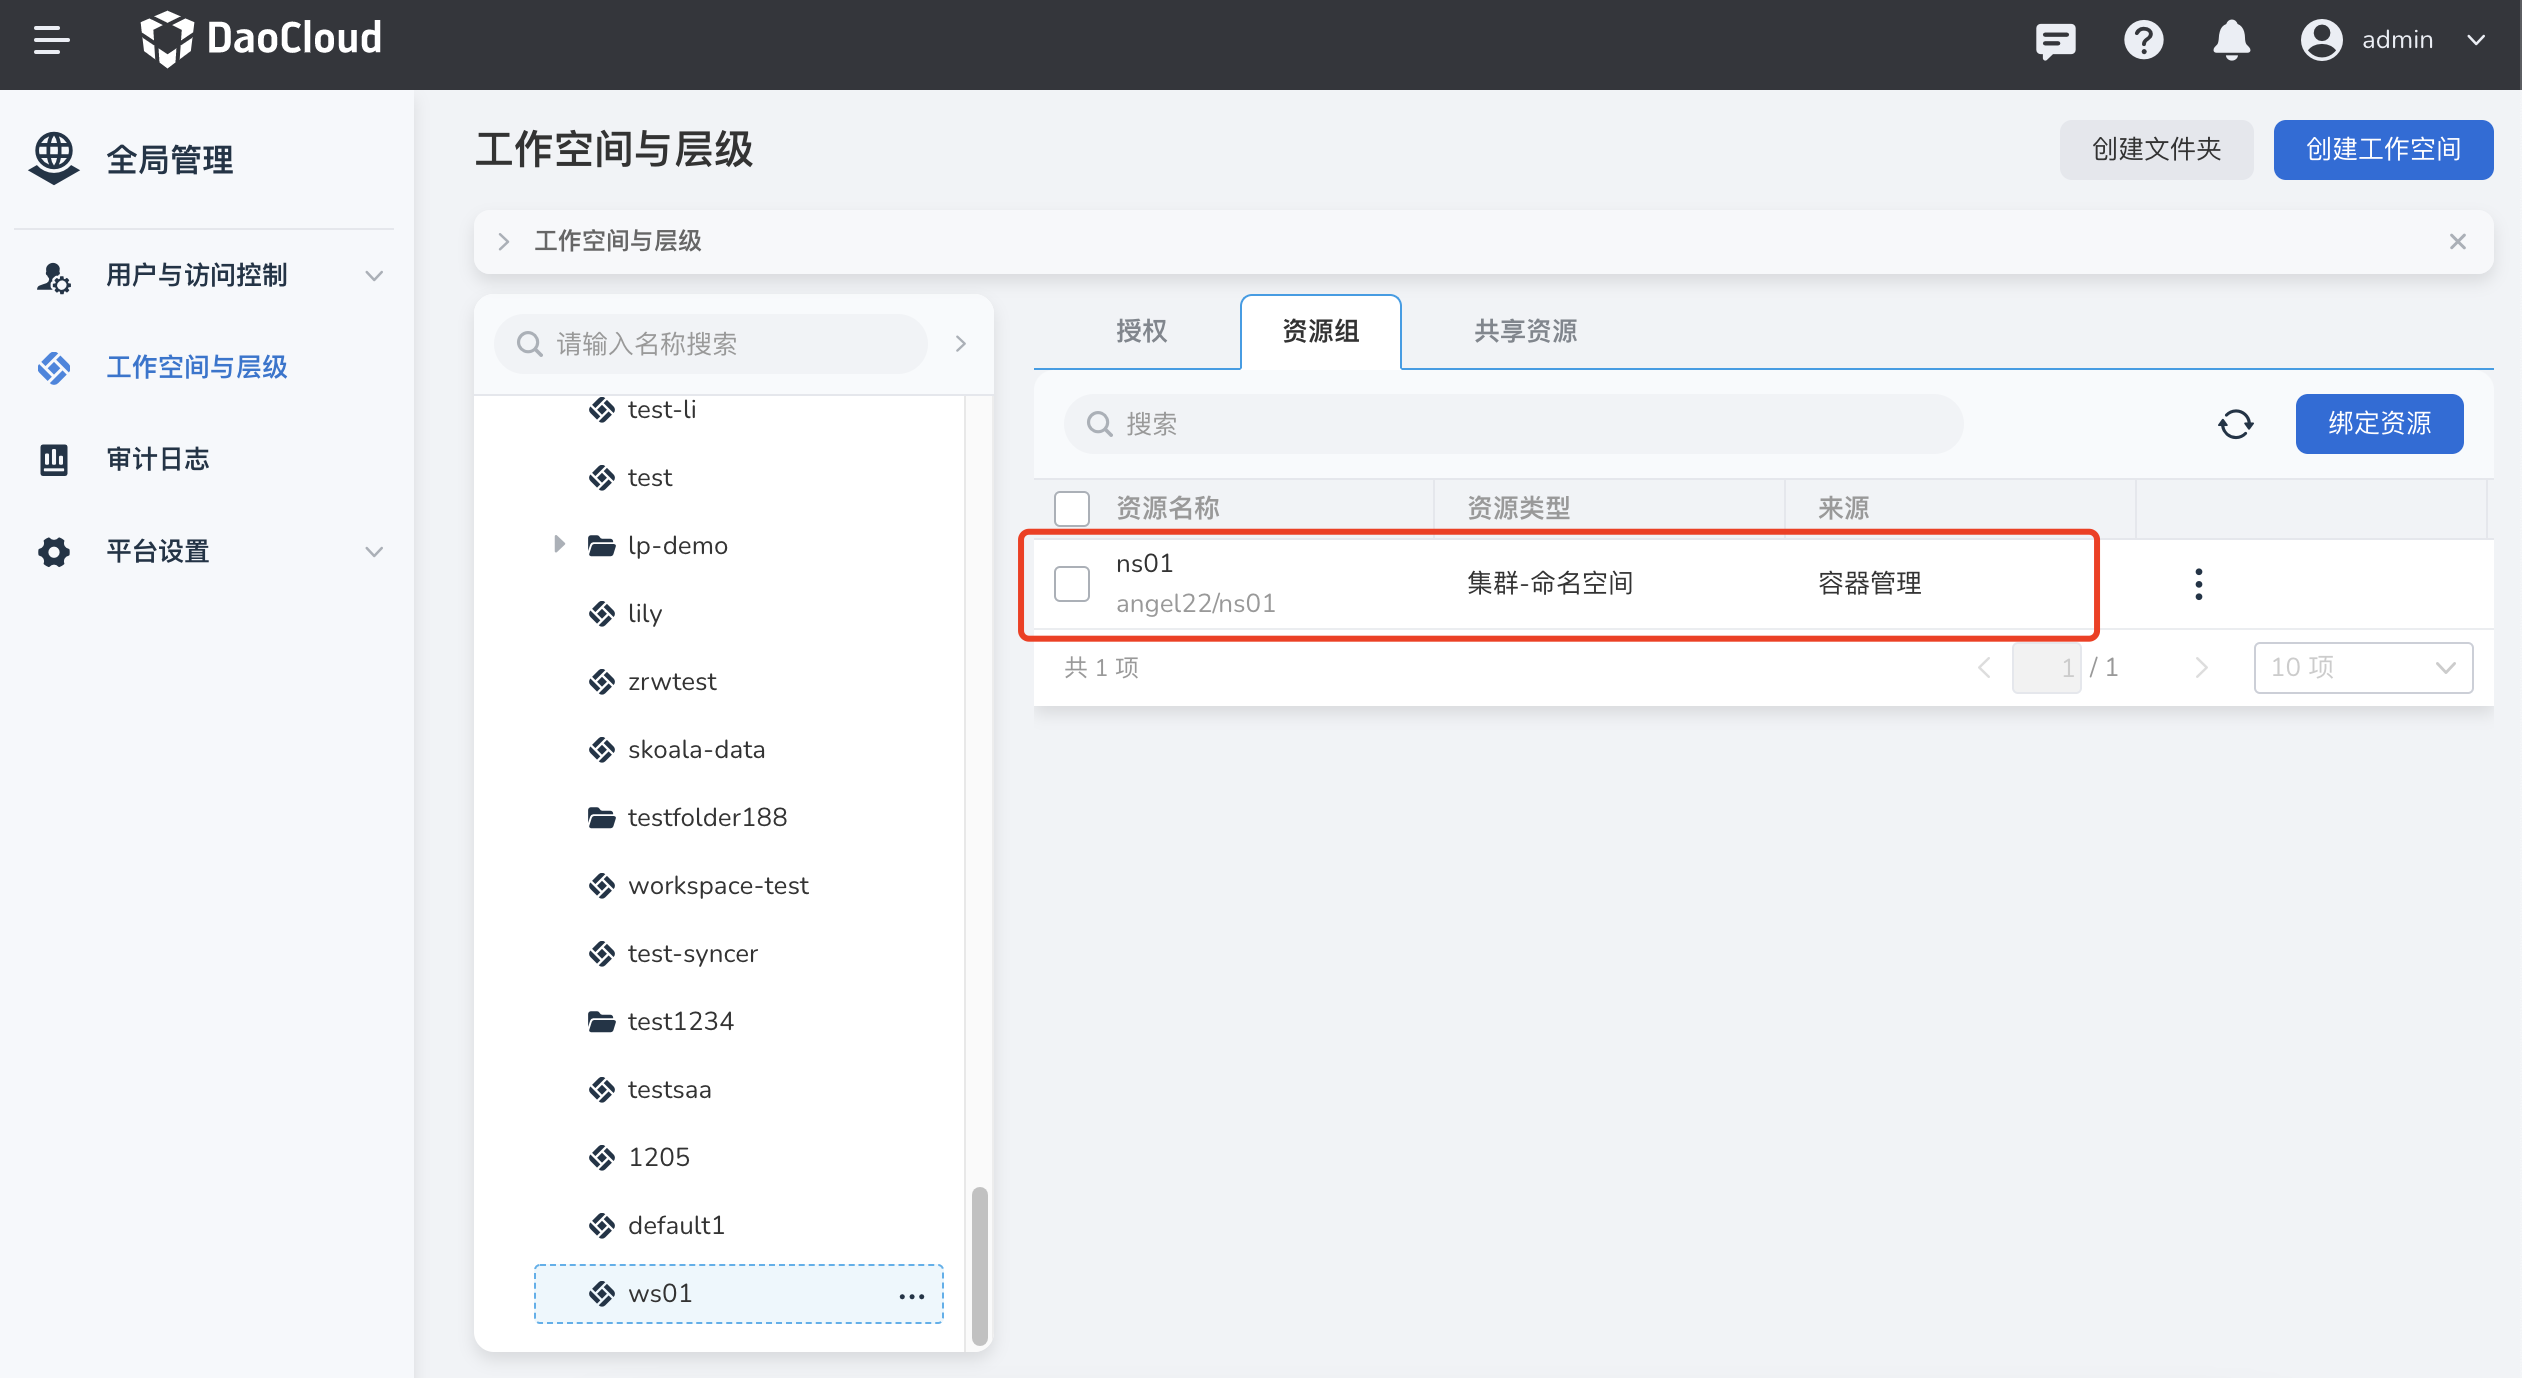 DaoCloud
admin
全局管理
用户与访问控制
工作空间与层级
审计日志
平台设置
工作空间与层级
创建文件夹
创建工作空间
工作空间与层级
请输入名称搜索
test-li
test
lp-demo
lily
zrwtest
skoala-data
testfolder188
workspace-test
test-syncer
test1234
testsaa
1205
default1
ws01
授权
资源组
共享资源
搜索
绑定资源
资源名称
资源类型
来源
ns01
angel22/ns01
集群-命名空间
容器管理
共 1 项
1 / 1
10 项